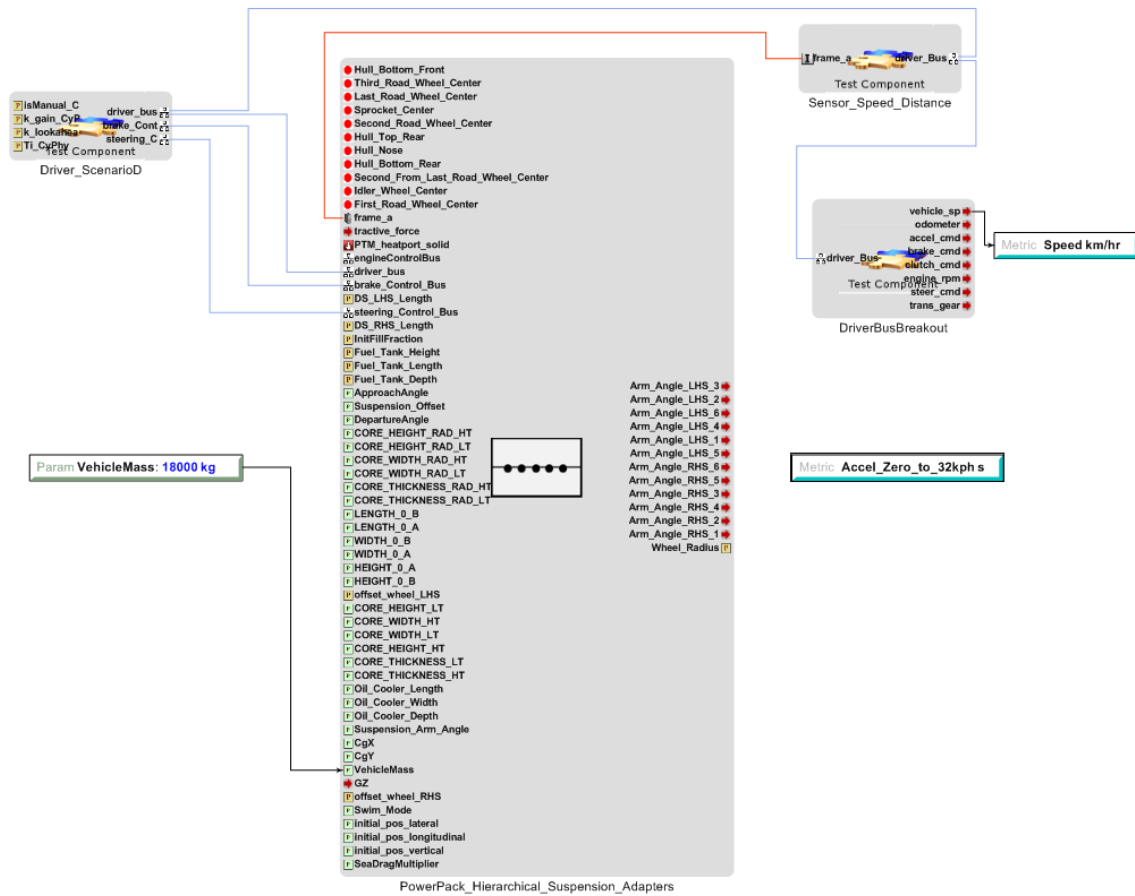 isManual_C
k_gain_CyP
k_lookahea
Ti_CyPhy
driver_bus
brake_Cont
steering_C
Test Component
Driver_ScenarioD
Hull_Bottom_Front
Third_Road_Wheel_Center
Last_Road_Wheel_Center
Sprocket_Center
Second_Road_Wheel_Center
Hull_Top_Rear
Hull_Nose
Hull_Bottom_Rear
Second_From_Last_Road_Wheel_Center
Idler_Wheel_Center
First_Road_Wheel_Center
frame_a
tractive_force
PTM_heatport_solid
engineControlBus
driver_bus
brake_Control_Bus
DS_LHS_Length
steering_Control_Bus
DS_RHS_Length
InitFillFraction
Fuel_Tank_Height
Fuel_Tank_Length
Fuel_Tank_Depth
ApproachAngle
Suspension_Offset
DepartureAngle
CORE_HEIGHT_RAD_HT
CORE_HEIGHT_RAD_LT
CORE_WIDTH_RAD_HT
CORE_WIDTH_RAD_LT
CORE_THICKNESS_RAD_HT
CORE_THICKNESS_RAD_LT
LENGTH_0_B
LENGTH_0_A
WIDTH_0_B
WIDTH_0_A
HEIGHT_0_A
HEIGHT_0_B
offset_wheel_LHS
CORE_HEIGHT_LT
CORE_WIDTH_HT
CORE_WIDTH_LT
CORE_HEIGHT_HT
CORE_THICKNESS_LT
CORE_THICKNESS_HT
Oil_Cooler_Length
Oil_Cooler_Width
Oil_Cooler_Depth
Suspension_Arm_Angle
CgX
CgY
VehicleMass
GZ
offset_wheel_RHS
Swim_Mode
initial_pos_lateral
initial_pos_longitudinal
initial_pos_vertical
SeaDragMultiplier
Arm_Angle_LHS_3
Arm_Angle_LHS_2
Arm_Angle_LHS_6
Arm_Angle_LHS_4
Arm_Angle_LHS_1
Arm_Angle_LHS_5
Arm_Angle_RHS_6
Arm_Angle_RHS_5
Arm_Angle_RHS_3
Arm_Angle_RHS_4
Arm_Angle_RHS_2
Arm_Angle_RHS_1
Wheel_Radius
PowerPack_Hierarchical_Suspension_Adapters
Param VehicleMass: 18000 kg
frame_a
driver_Bus
Test Component
Sensor_Speed_Distance
driver_Bus
vehicle_sp
odometer
accel_cmd
brake_cmd
clutch_cmd
engine_rpm
steer_cmd
trans_gear
Test Component
DriverBusBreakout
Metric Speed km/hr
Metric Accel_Zero_to_32kph s